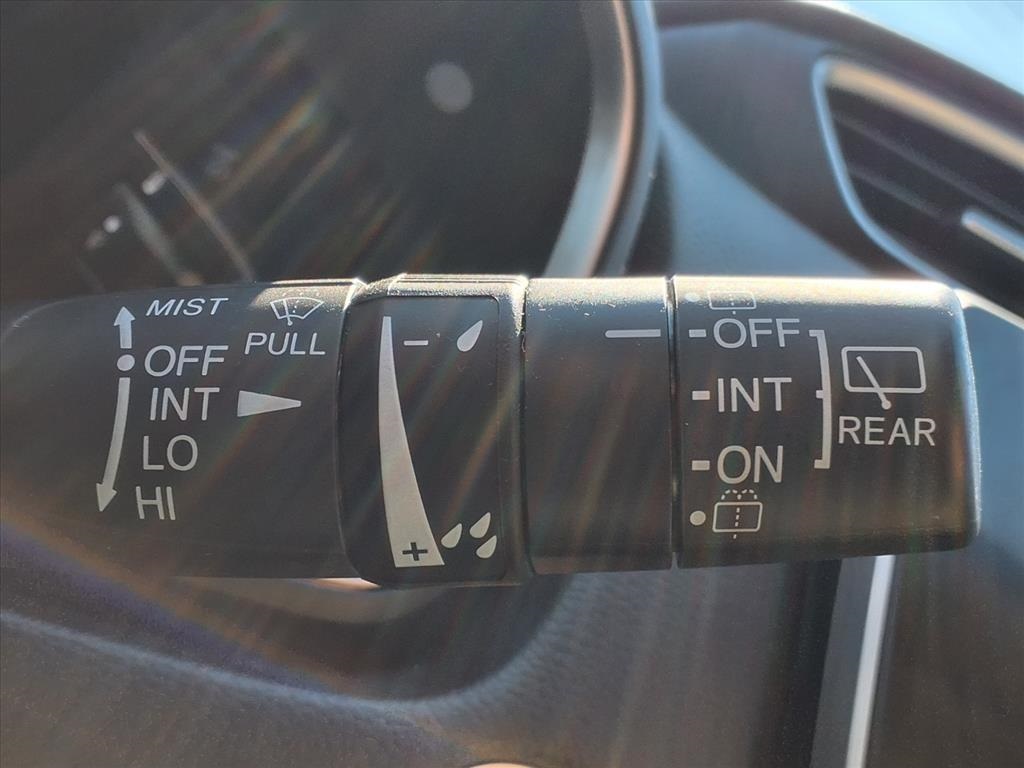 MIST
OFF
INT
LO
HI
PULL
-
+
OFF
INT
ON
REAR